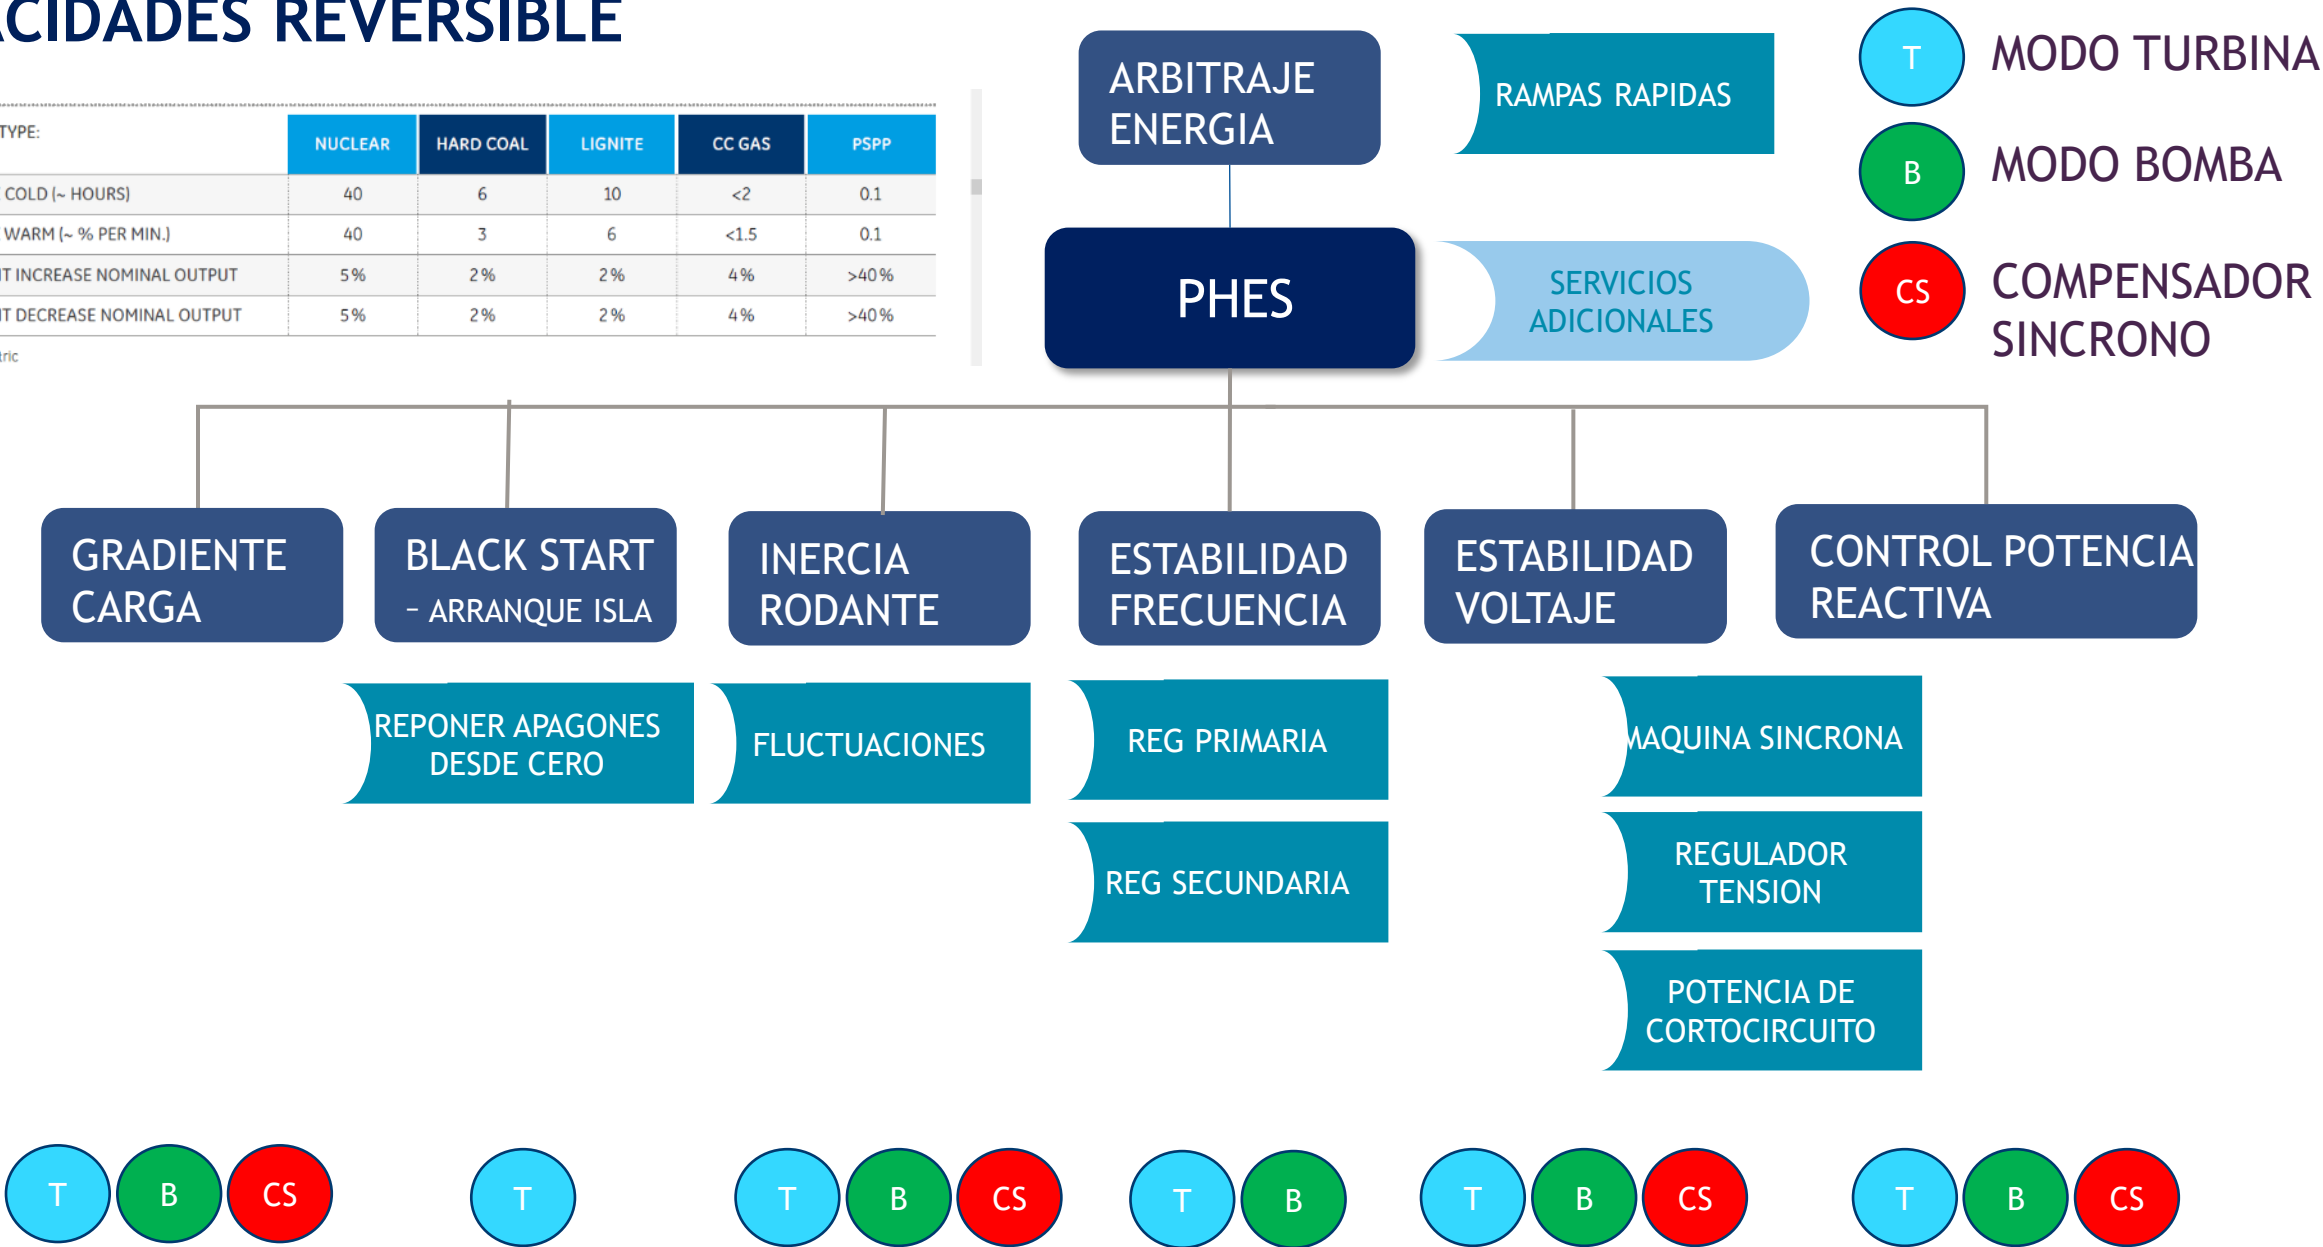 ACIDADES REVERSIBLE
TYPE:
NUCLEAR HARD COAL LIGNITE CC GAS PSPP
COLD (~ HOURS) 40 6 10 <2 0.1
WARM (~ % PER MIN.) 40 3 6 <1.5 0.1
T INCREASE NOMINAL OUTPUT 5% 2% 2% 4% >40%
T DECREASE NOMINAL OUTPUT 5% 2% 2% 4% >40%
tric
ARBITRAJE
ENERGIA
RAMPAS RAPIDAS
T MODO TURBINA
B MODO BOMBA
PHES
SERVICIOS
ADICIONALES
CS COMPENSADOR
SINCRONO
GRADIENTE
CARGA
BLACK START
– ARRANQUE ISLA
INERCIA
RODANTE
ESTABILIDAD
FRECUENCIA
ESTABILIDAD
VOLTAJE
CONTROL POTENCIA
REACTIVA
REPONER APAGONES
DESDE CERO
FLUCTUACIONES
REG PRIMARIA
REG SECUNDARIA
MAQUINA SINCRONA
REGULADOR
TENSION
POTENCIA DE
CORTOCIRCUITO
T B CS
T
T B CS
T B
T B CS
T B CS